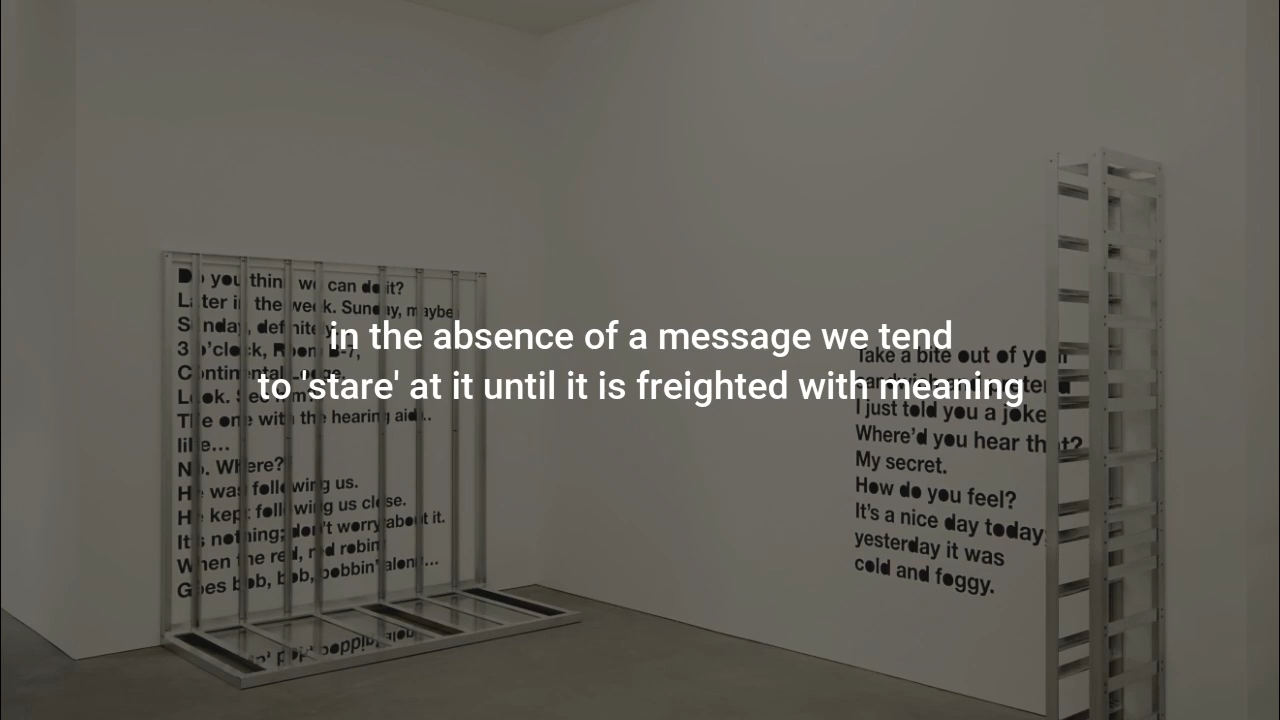 in the absence of a message we tend
to 'stare' at it until it is freighted with meaning
Do you think we can do it?
Later in the week. Sunday, maybe
Sunday, definitely
3 o'clock, Room B-7,
Continental Lodge.
Look. See him?
The one with the hearing aid...
like...
No. Where?
He was following us.
He kept following us close.
It's nothing; don't worry about it.
When the red, red robin
Goes bob, bob, bobbin' along...
Take a bite out of your
I just told you a joke
Where'd you hear that?
My secret.
How do you feel?
It's a nice day today;
yesterday it was
cold and foggy.